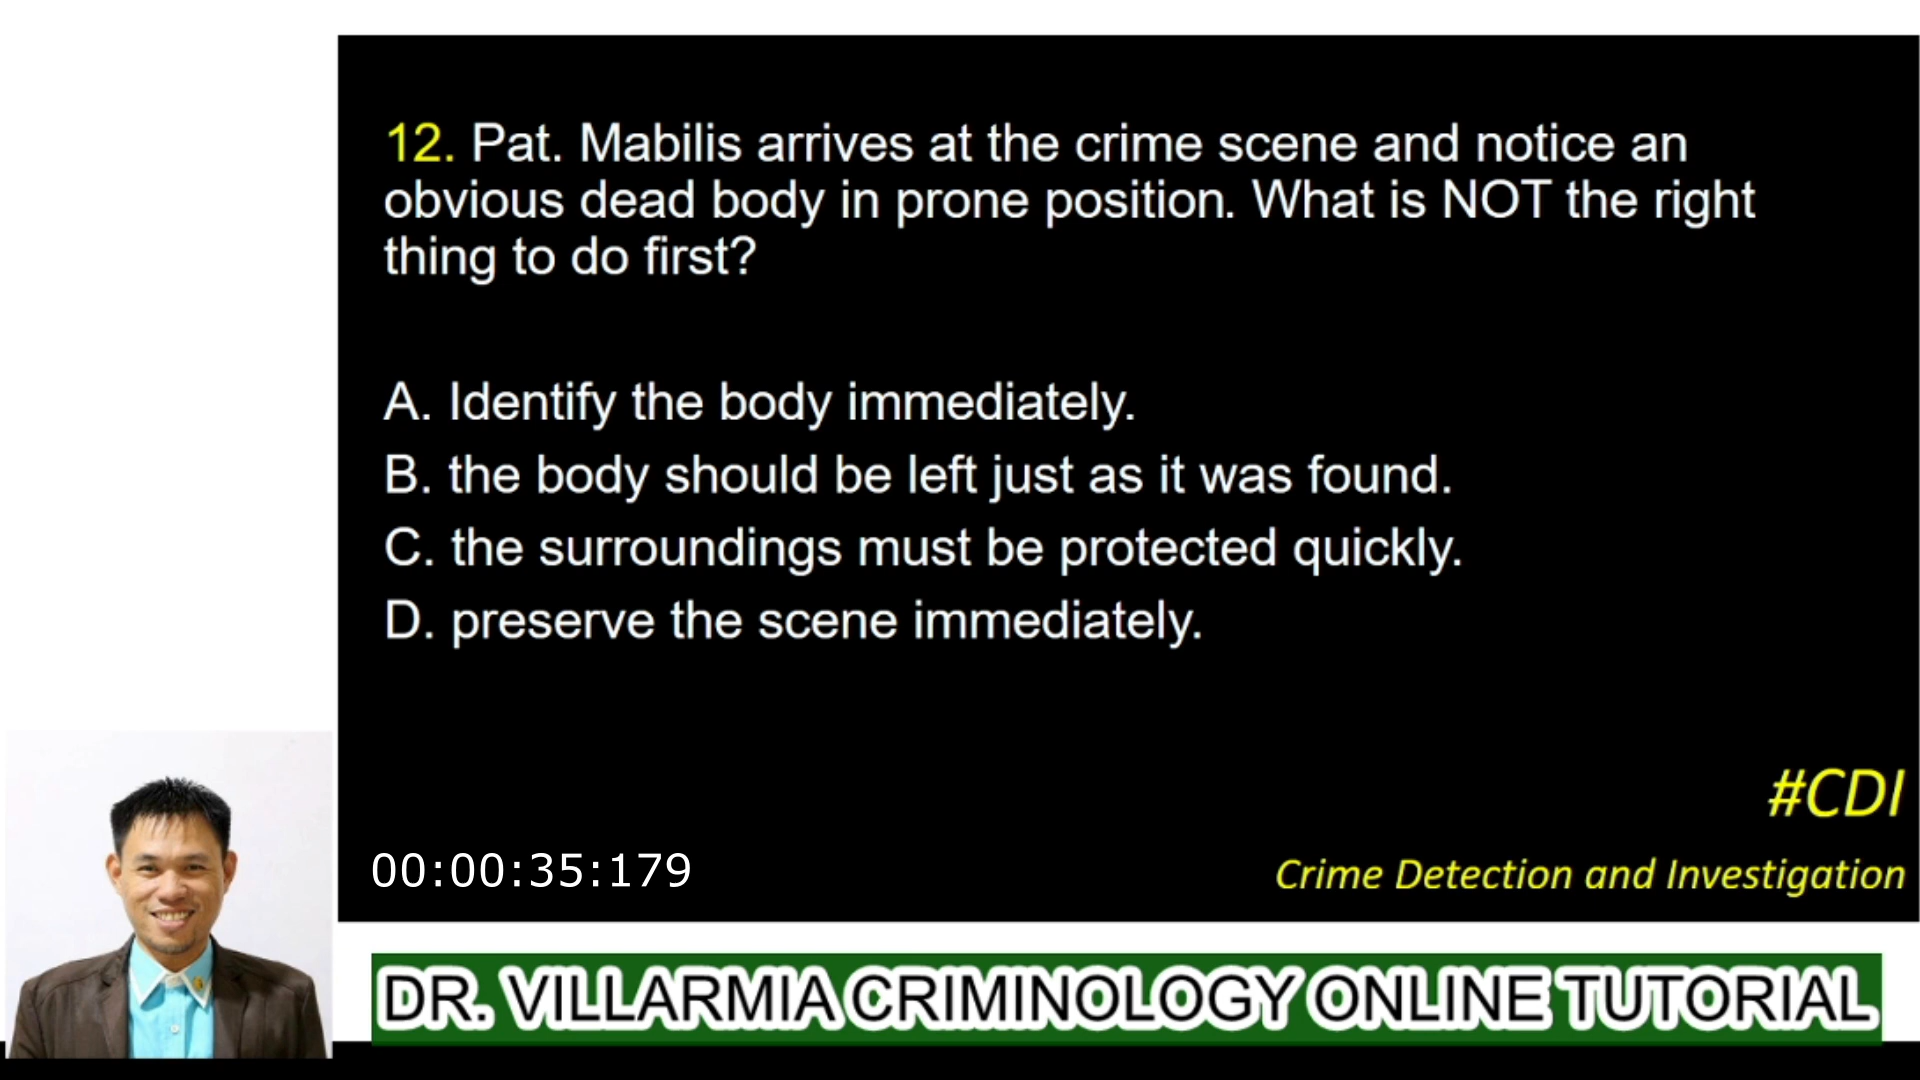 12. Pat. Mabilis arrives at the crime scene and notice an
obvious dead body in prone position. What is NOT the right
thing to do first?
A. Identify the body immediately.
B. the body should be left just as it was found.
C. the surroundings must be protected quickly.
D. preserve the scene immediately.
#CDI
00:00:35:179
Crime Detection and Investigation
DR. VILLARMIA CRIMINOLOGY ONLINE TUTORIAL